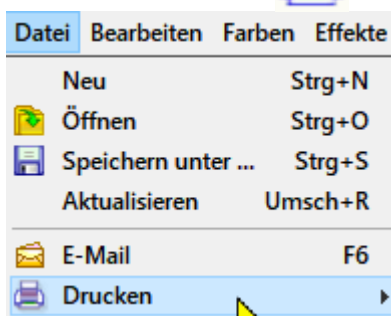 Datei Bearbeiten Farben Effekte
Neu Strg+N
Öffnen Strg+O
Speichern unter ... Strg+S
Aktualisieren Umsch+R
E-Mail F6
Drucken